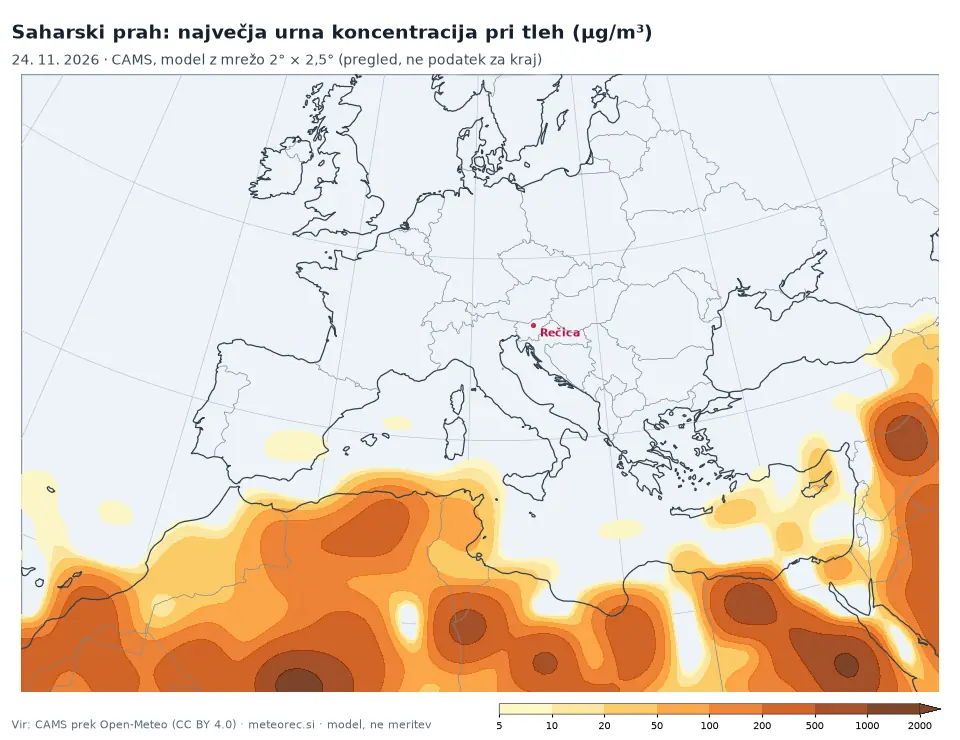 Saharski prah: največja urna koncentracija pri tleh (µg/m³)
24. 11. 2026 · CAMS, model z mrežo 2° × 2,5° (pregled, ne podatek za kraj)
Rečica
Vir: CAMS prek Open-Meteo (CC BY 4.0) · meteorec.si · model, ne meritev
5 10 20 50 100 200 500 1000 2000